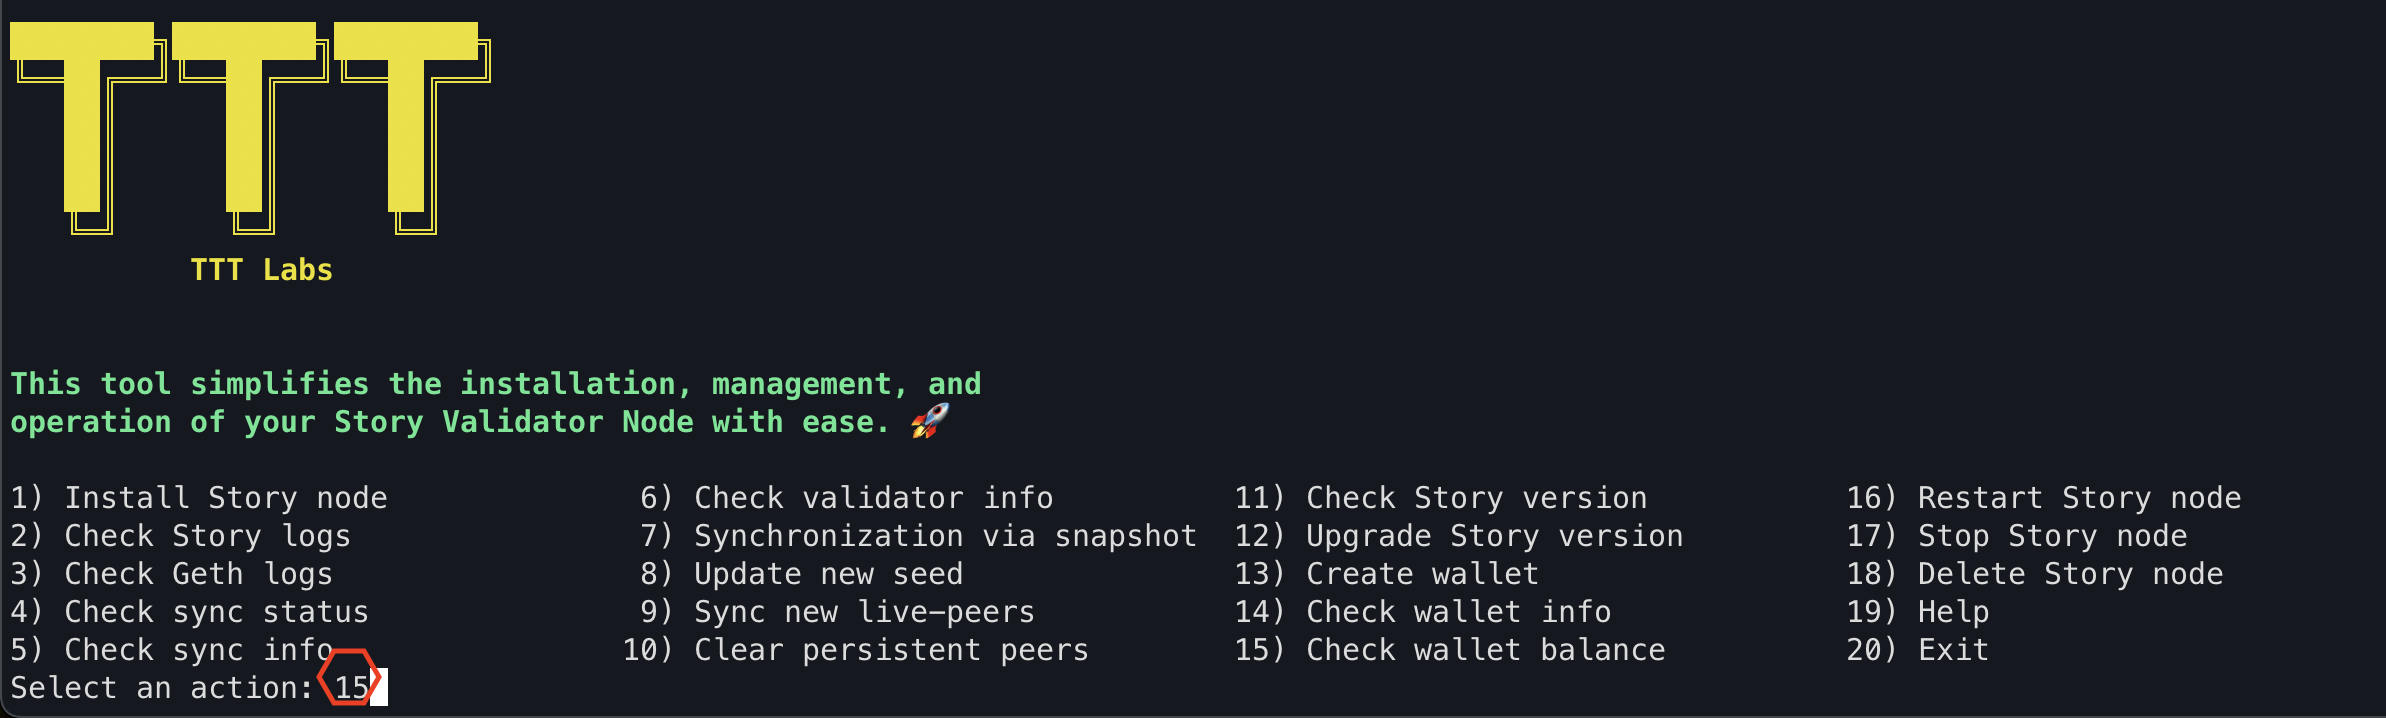 TTT
TTT Labs
This tool simplifies the installation, management, and
operation of your Story Validator Node with ease. 🚀
1) Install Story node 6) Check validator info 11) Check Story version 16) Restart Story node
2) Check Story logs 7) Synchronization via snapshot 12) Upgrade Story version 17) Stop Story node
3) Check Geth logs 8) Update new seed 13) Create wallet 18) Delete Story node
4) Check sync status 9) Sync new live-peers 14) Check wallet info 19) Help
5) Check sync info 10) Clear persistent peers 15) Check wallet balance 20) Exit
Select an action: 15